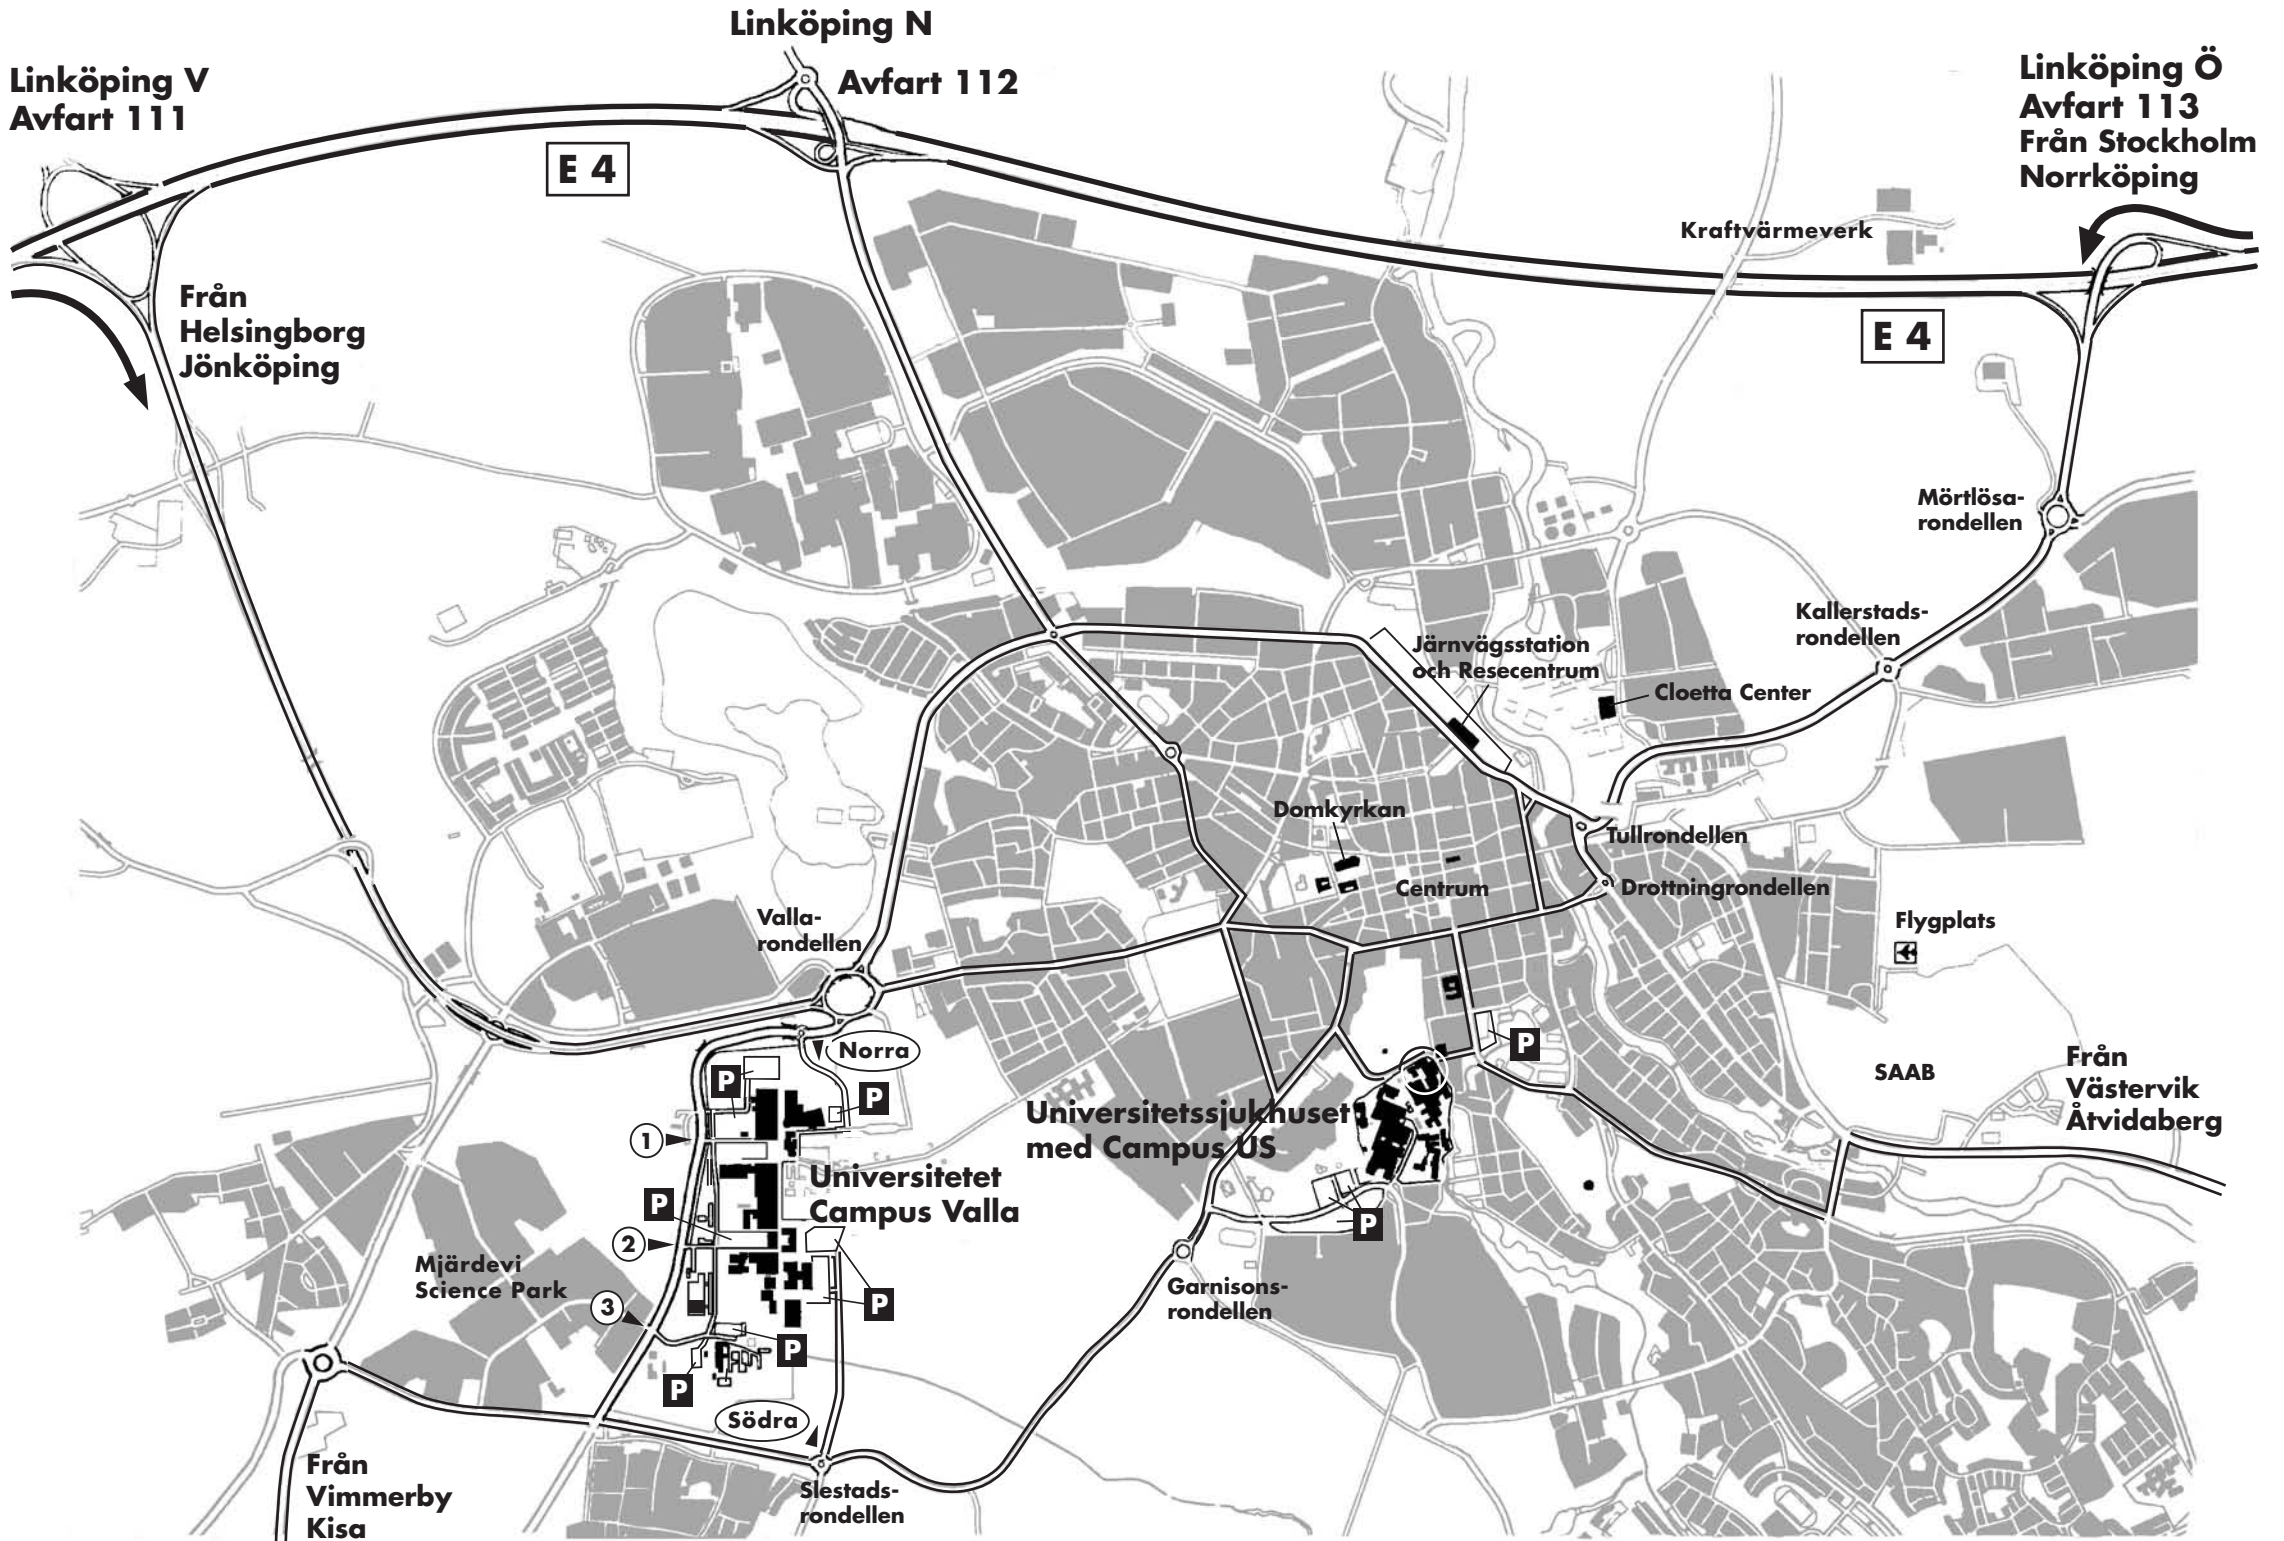 Linköping N
Avfart 112
Linköping V
Avfart 111
Linköping Ö
Avfart 113
Från Stockholm
Norrköping
E 4
E 4
Kraftvärmeverk
Från
Helsingborg
Jönköping
Mörtlösa-
rondellen
Kallerstads-
rondellen
Järnvägsstation
och Resecentrum
Cloetta Center
Domkyrkan
Tullrondellen
Centrum
Drottningrondellen
Valla-
rondellen
Flygplats
Norra
P
P
P
SAAB
Från
Västervik
Åtvidaberg
Universitetssjukhuset
med Campus US
1
Universitetet
Campus Valla
P
P
2
Mjärdevi
Science Park
Garnisons-
rondellen
3
P
P
P
Södra
Från
Vimmerby
Kisa
Slestads-
rondellen